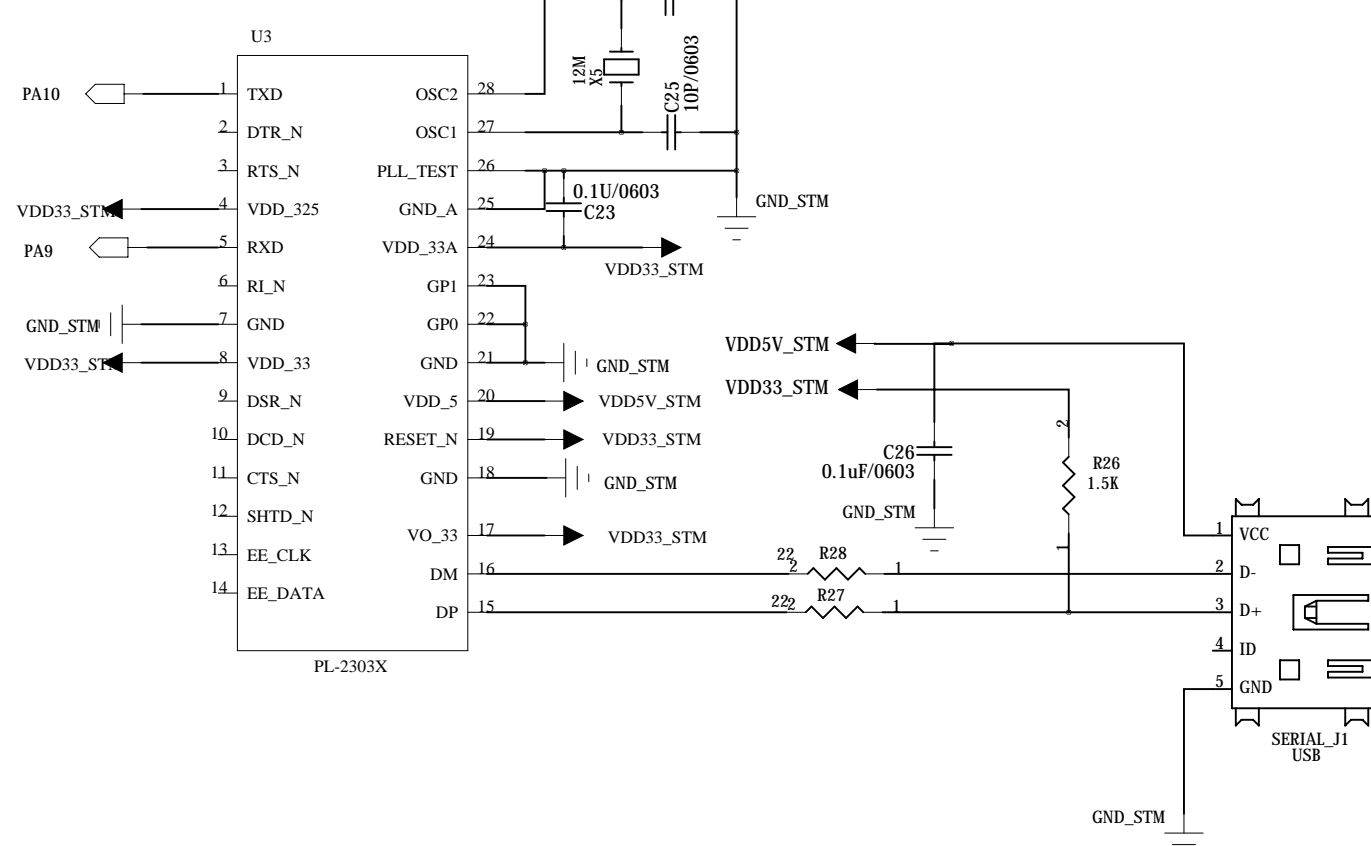 U3
PA10
1 TXD
2 DTR_N
3 RTS_N
VDD33_STM 4 VDD_325
PA9 5 RXD
6 RI_N
GND_STM 7 GND
8 VDD_33
9 DSR_N
10 DCD_N
11 CTS_N
12 SHTD_N
13 EE_CLK
14 EE_DATA
OSC2 28
OSC1 27
PLL_TEST 26
GND_A 25
VDD_33A 24
GP1 23
GP0 22
GND 21
VDD_5 20
RESET_N 19
GND 18
VO_33 17
DM 16
DP 15
PL-2303X
12M
X5
C25
10P/0603
0.1U/0603
C23
GND_STM
VDD33_STM
GND_STM
VDD5V_STM
VDD33_STM
GND_STM
VDD33_STM
VDD5V_STM
VDD33_STM
C26
0.1uF/0603
GND_STM
2
R26
1.5K
1
22 2 R28 1
22 2 R27 1
1 VCC
2 D-
3 D+
4 ID
5 GND
SERIAL_J1
USB
GND_STM